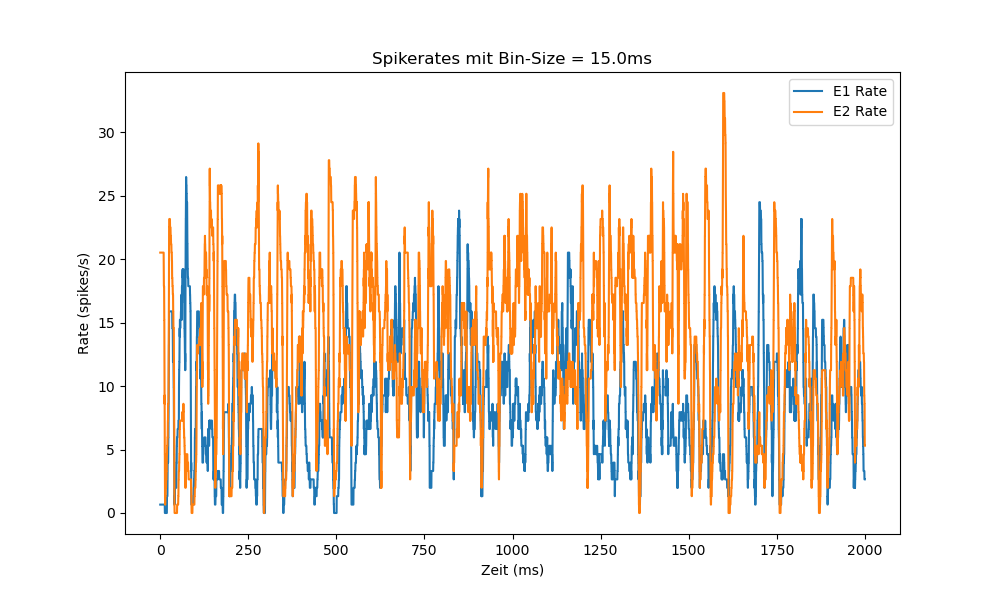 Spikerates mit Bin-Size = 15.0ms
E1 Rate
E2 Rate
Rate (spikes/s)
30
25
20
15
10
5
0
0 250 500 750 1000 1250 1500 1750 2000
Zeit (ms)